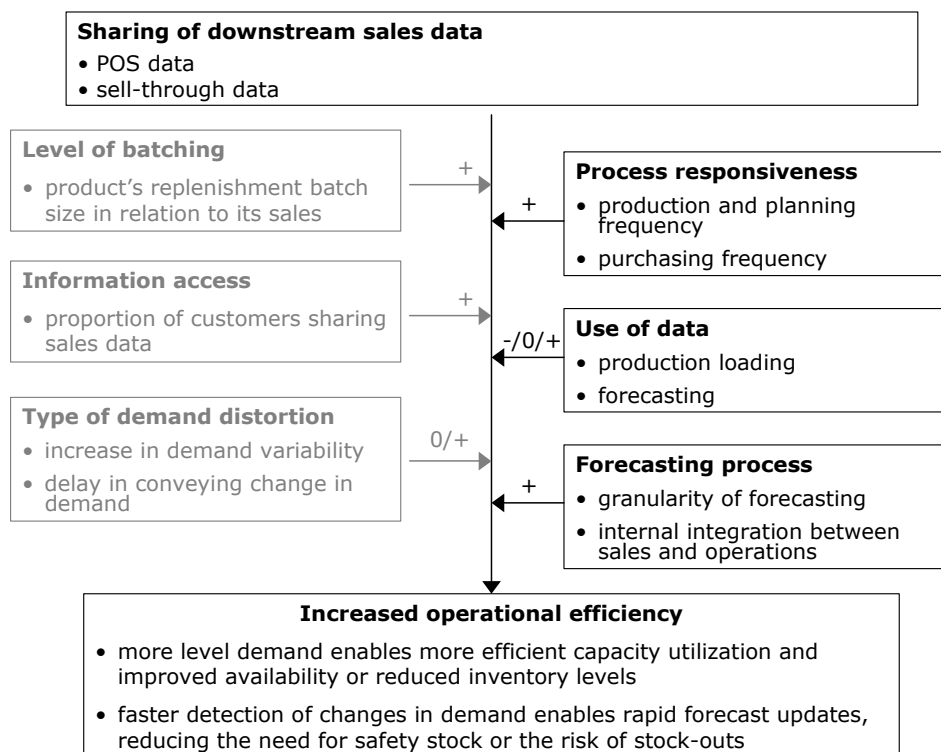 Sharing of downstream sales data
• POS data
• sell-through data
Level of batching
• product's replenishment batch
size in relation to its sales
+
Process responsiveness
• production and planning
frequency
• purchasing frequency
+
Information access
• proportion of customers sharing
sales data
+
Use of data
• production loading
• forecasting
-/0/+
Type of demand distortion
• increase in demand variability
• delay in conveying change in
demand
0/+
Forecasting process
• granularity of forecasting
• internal integration between
sales and operations
+
Increased operational efficiency
• more level demand enables more efficient capacity utilization and
improved availability or reduced inventory levels
• faster detection of changes in demand enables rapid forecast updates,
reducing the need for safety stock or the risk of stock-outs